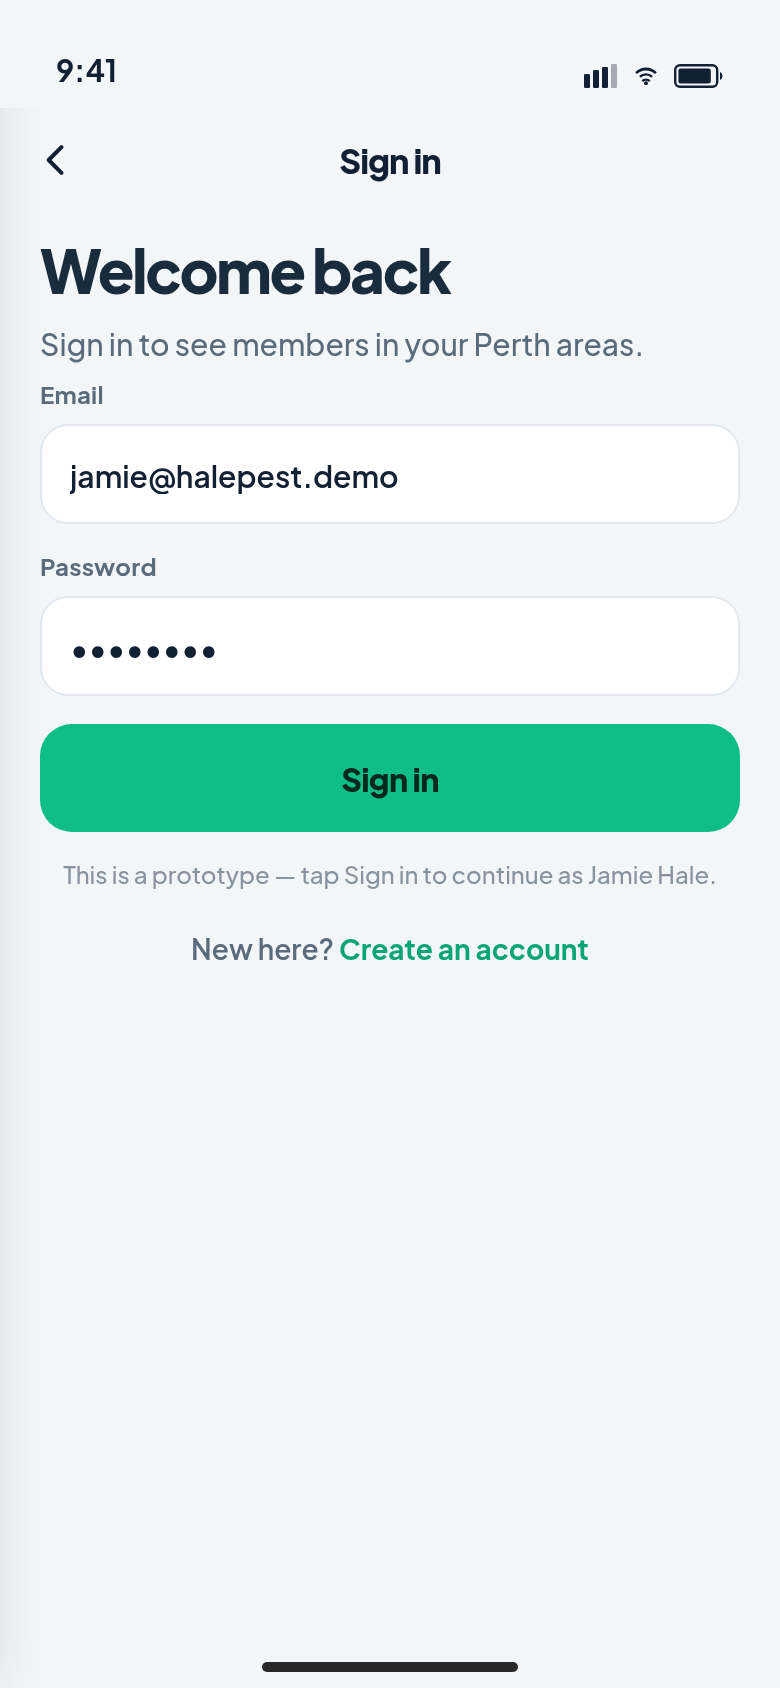 9:41
Sign in
Welcome back
Sign in to see members in your Perth areas.
Email
jamie@halepest.demo
Password
••••••••
Sign in
This is a prototype — tap Sign in to continue as Jamie Hale.
New here? Create an account